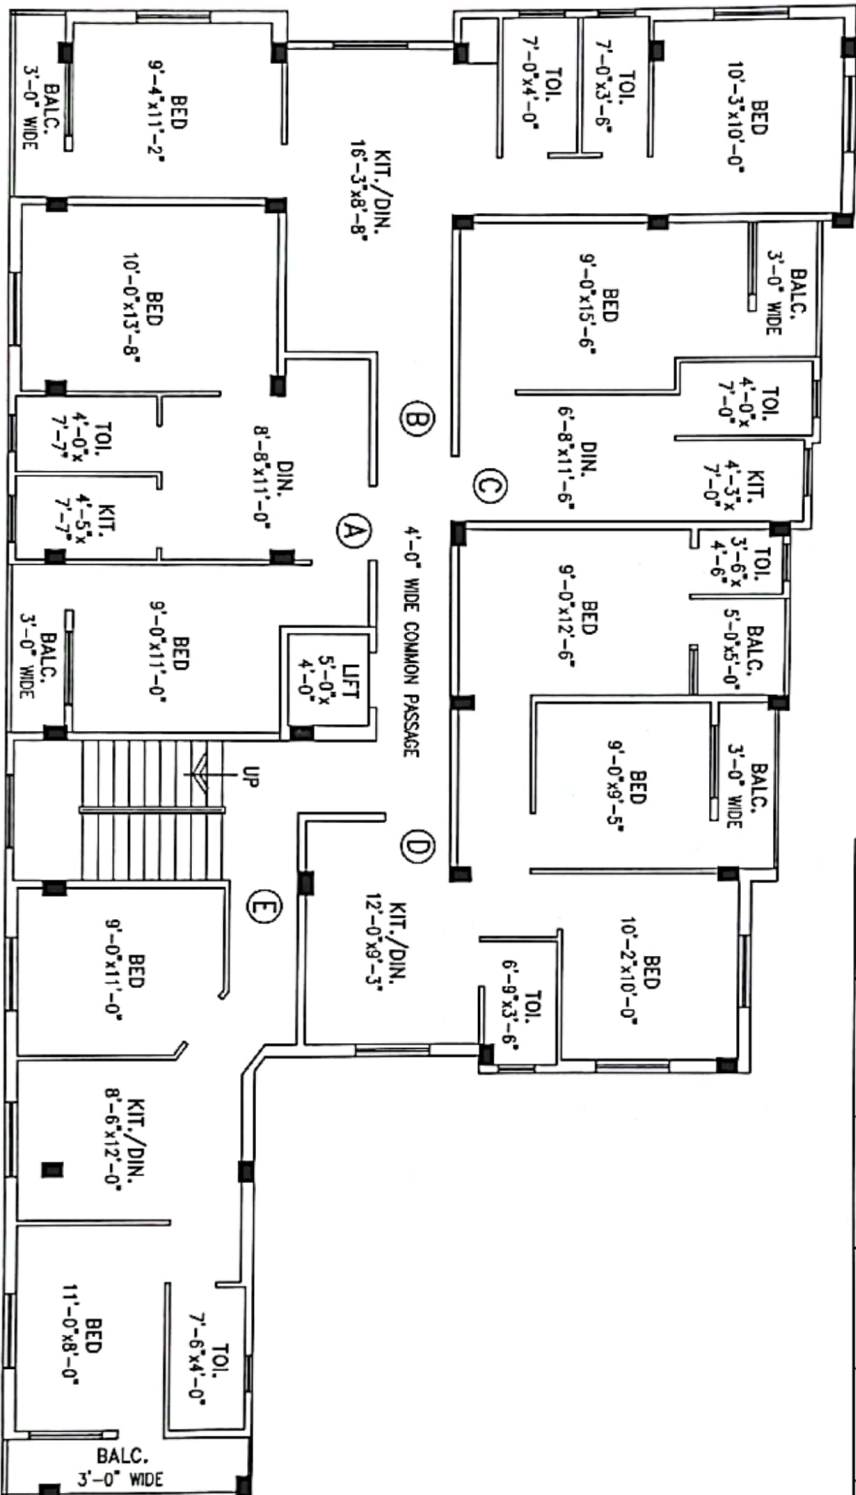 BALC.
3'-0" WIDE
BED
9'-4"x11'-2"
KIT./DIN.
16'-3"x8'-8"
TOI.
7'-0"x4'-0"
TOI.
7'-0"x3'-6"
BED
10'-3"x10'-0"
BED
10'-0"x13'-8"
BED
9'-0"x15'-6"
BALC.
3'-0" WIDE
TOI.
4'-0"x
7'-7"
KIT.
4'-5"x
7'-7"
DIN.
8'-8"x11'-0"
A
B
C
DIN.
6'-8"x11'-6"
TOI.
4'-0"x
7'-0"
KIT.
4'-3"x
7'-0"
4'-0" WIDE COMMON PASSAGE
BALC.
3'-0" WIDE
BED
9'-0"x11'-0"
LIFT
5'-0"x
4'-0"
BED
9'-0"x12'-6"
TOI.
3'-6"x
4'-6"
BALC.
5'-0"x5'-0"
UP
BED
9'-0"x9'-5"
BALC.
3'-0" WIDE
D
E
BED
9'-0"x11'-0"
KIT./DIN.
12'-0"x9'-3"
TOI.
6'-9"x3'-6"
BED
10'-2"x10'-0"
KIT./DIN.
8'-6"x12'-0"
BED
11'-0"x8'-0"
TOI.
7'-6"x4'-0"
BALC.
3'-0" WIDE